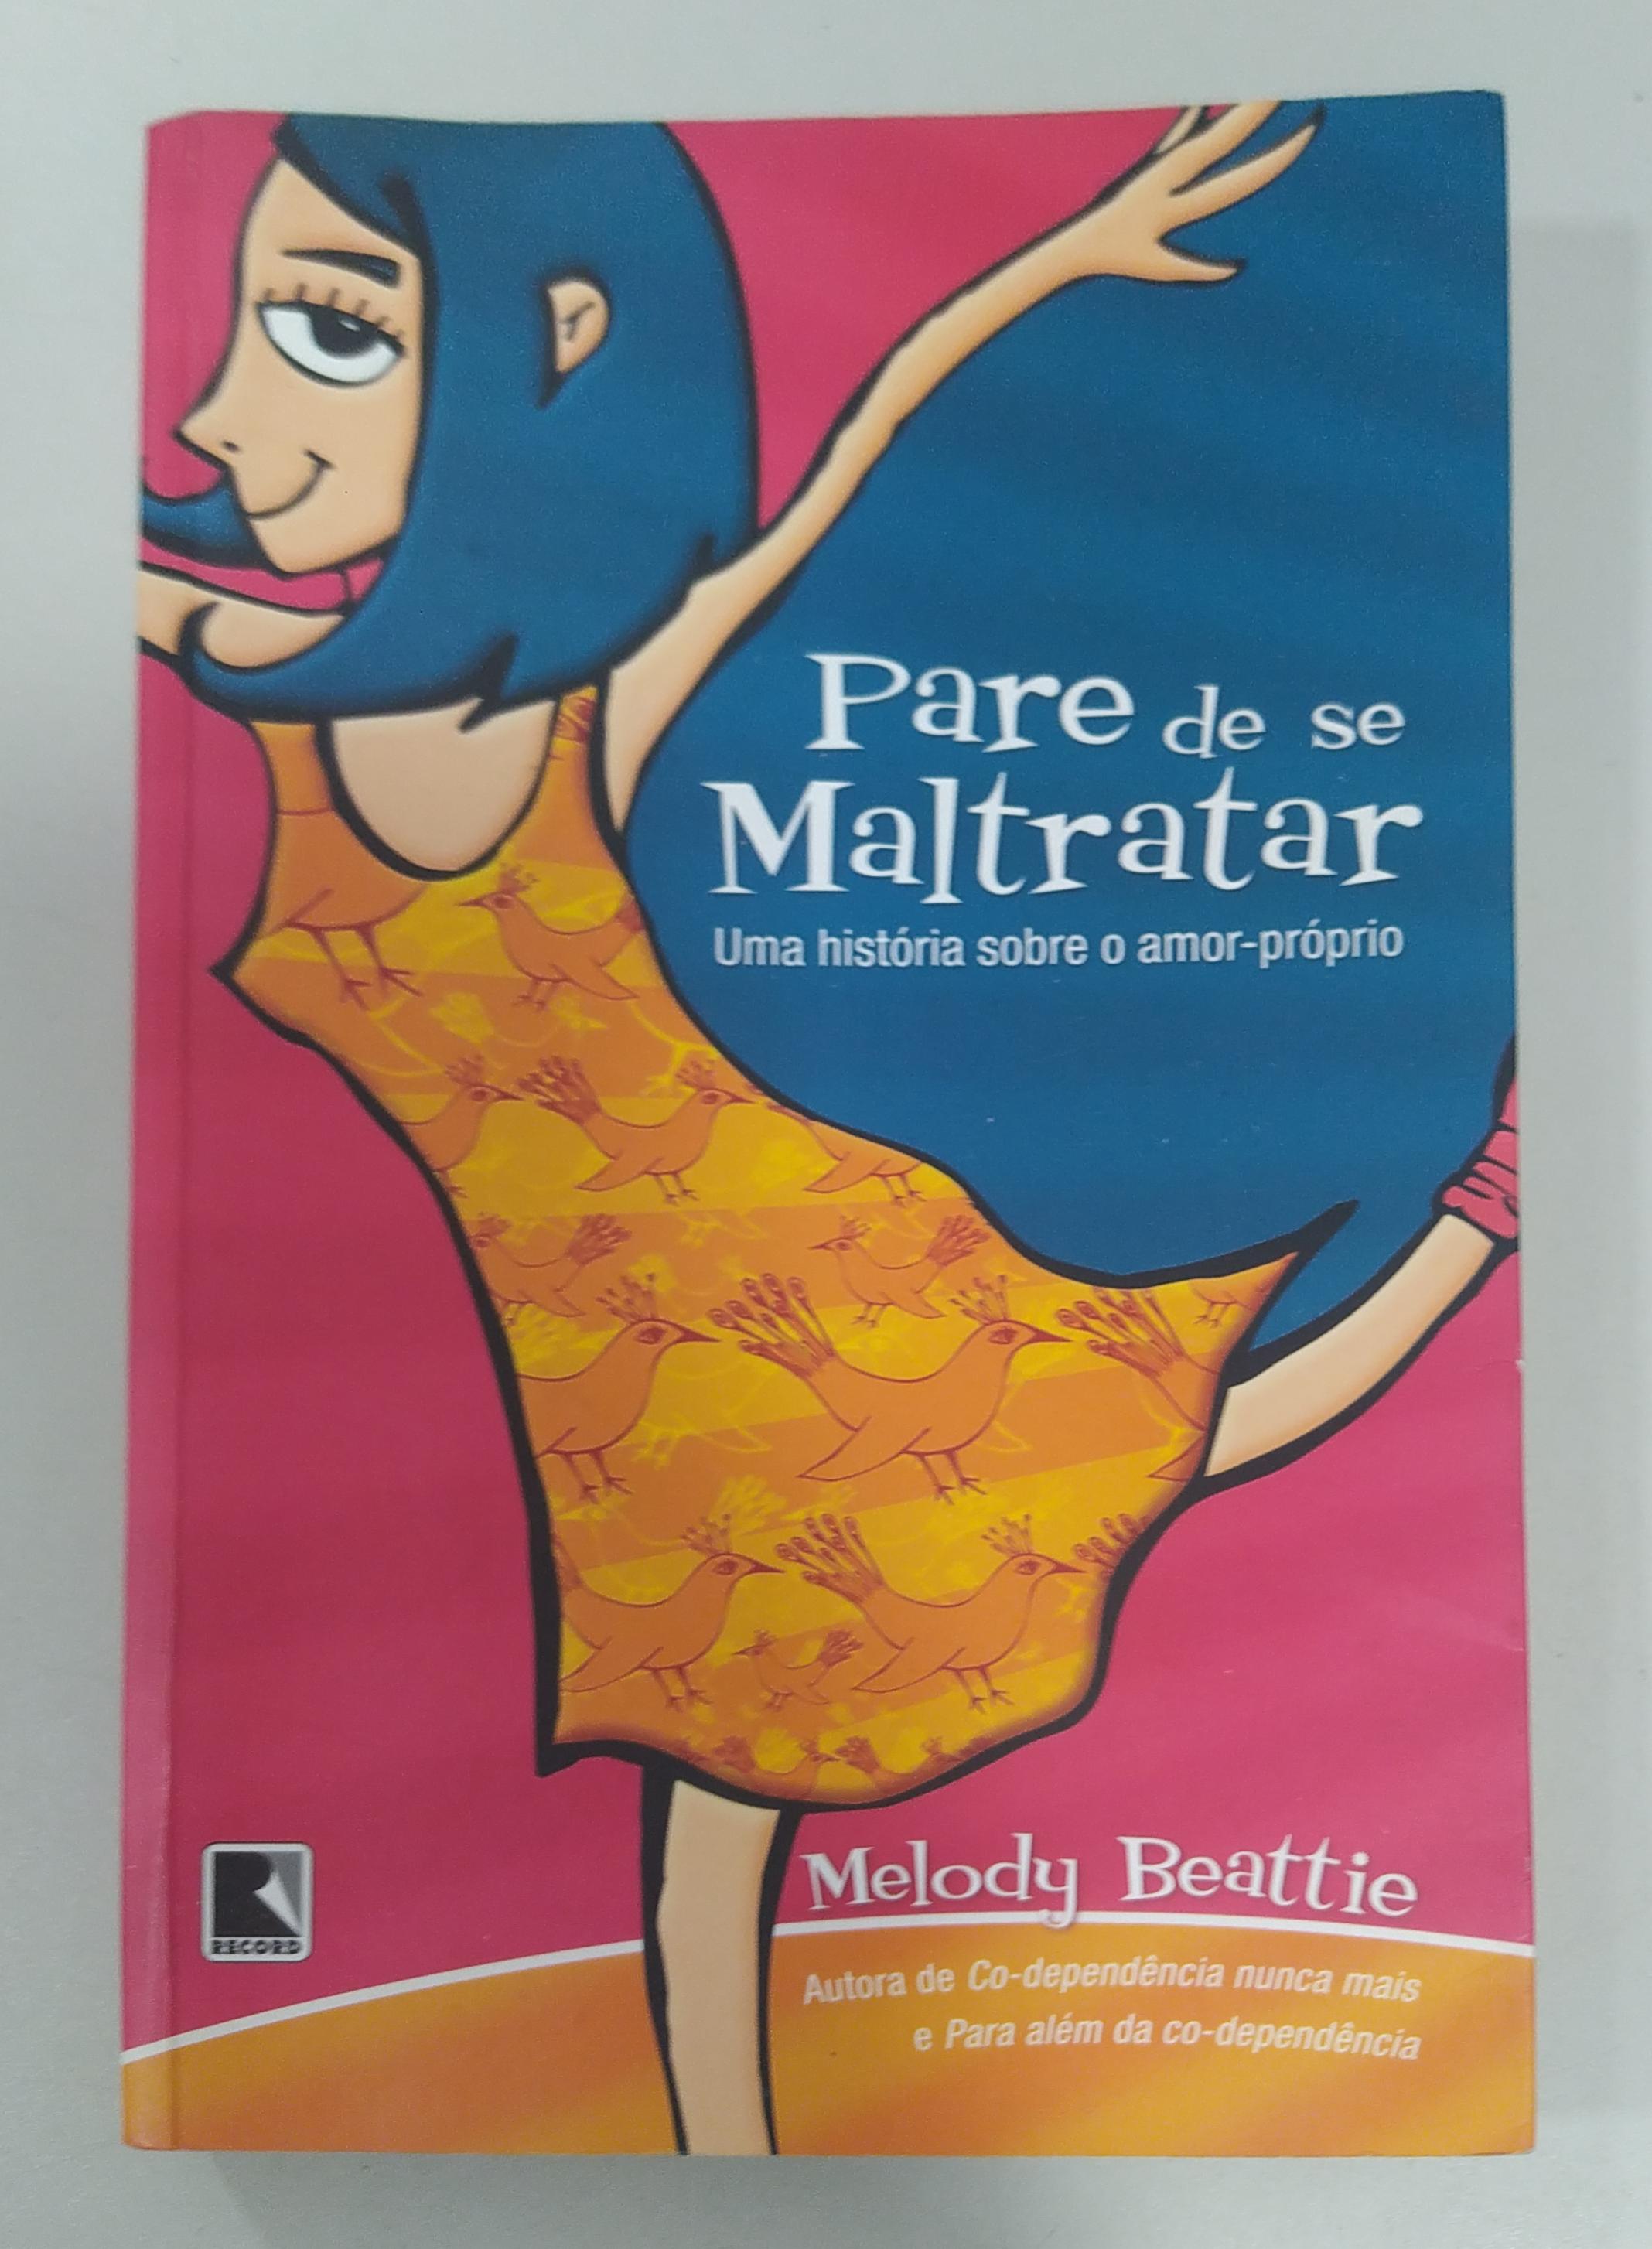 Pare de se
Maltratar
Uma história sobre o amor-próprio
Melody Beattie
Autora de Co-dependência nunca mais
e Para além da co-dependência
RECORD